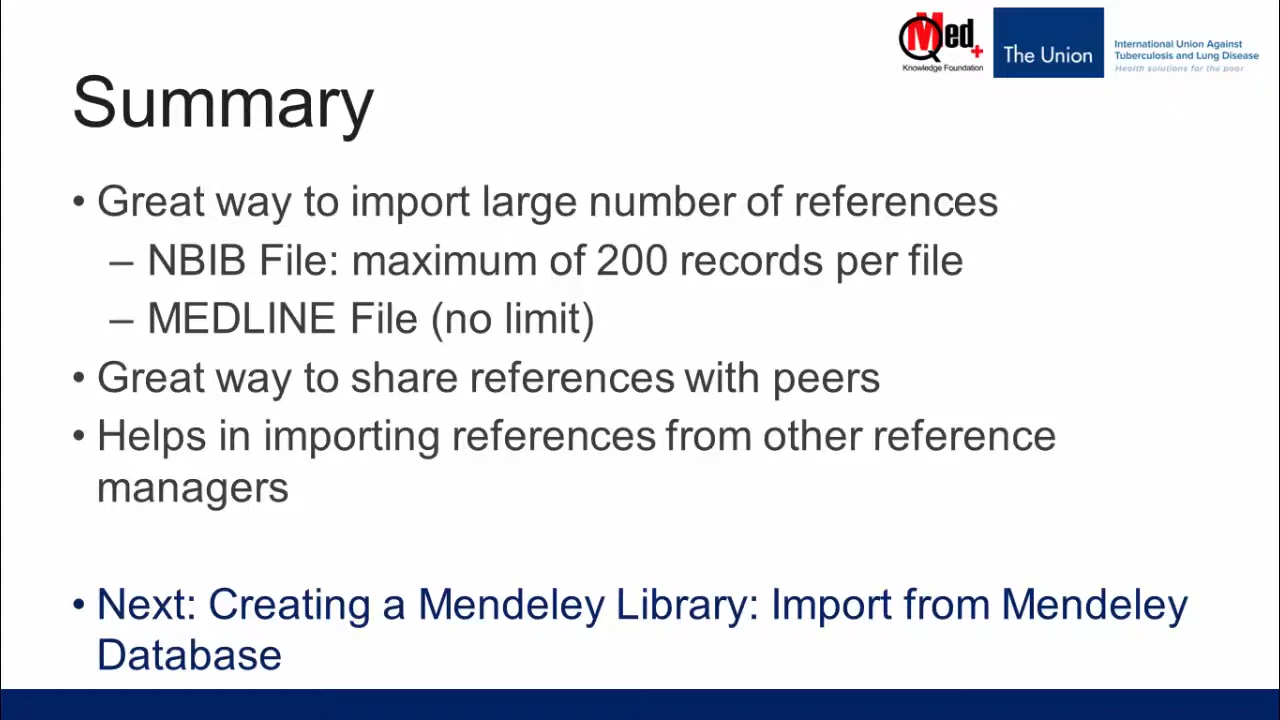 QMed+
Knowledge Foundation
The Union
International Union Against
Tuberculosis and Lung Disease
Health solutions for the poor
Summary
• Great way to import large number of references
– NBIB File: maximum of 200 records per file
– MEDLINE File (no limit)
• Great way to share references with peers
• Helps in importing references from other reference
managers
• Next: Creating a Mendeley Library: Import from Mendeley
Database